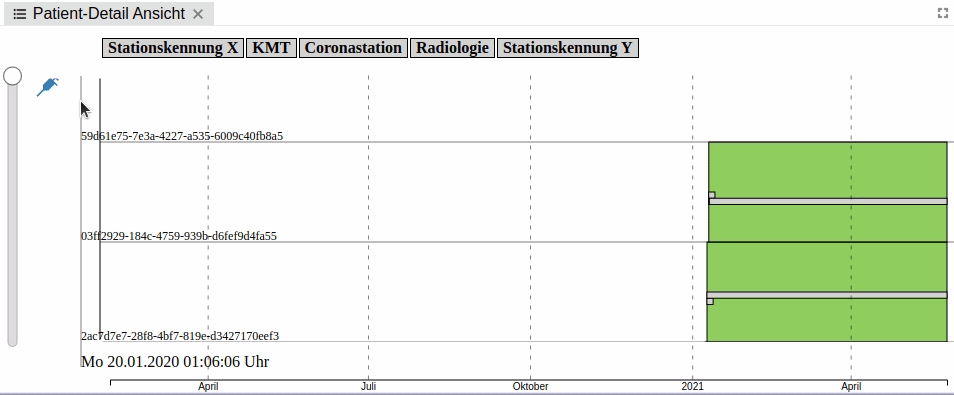 Patient-Detail Ansicht
Stationskennung X KMT Coronastation Radiologie Stationskennung Y
59d61e75-7e3a-4227-a535-6009c40fb8a5
03ff2929-184c-4759-939b-d6fef9d4fa55
2ac7d7e7-28f8-4bf7-819e-d3427170eef3
Mo 20.01.2020 01:06:06 Uhr
April Juli Oktober 2021 April